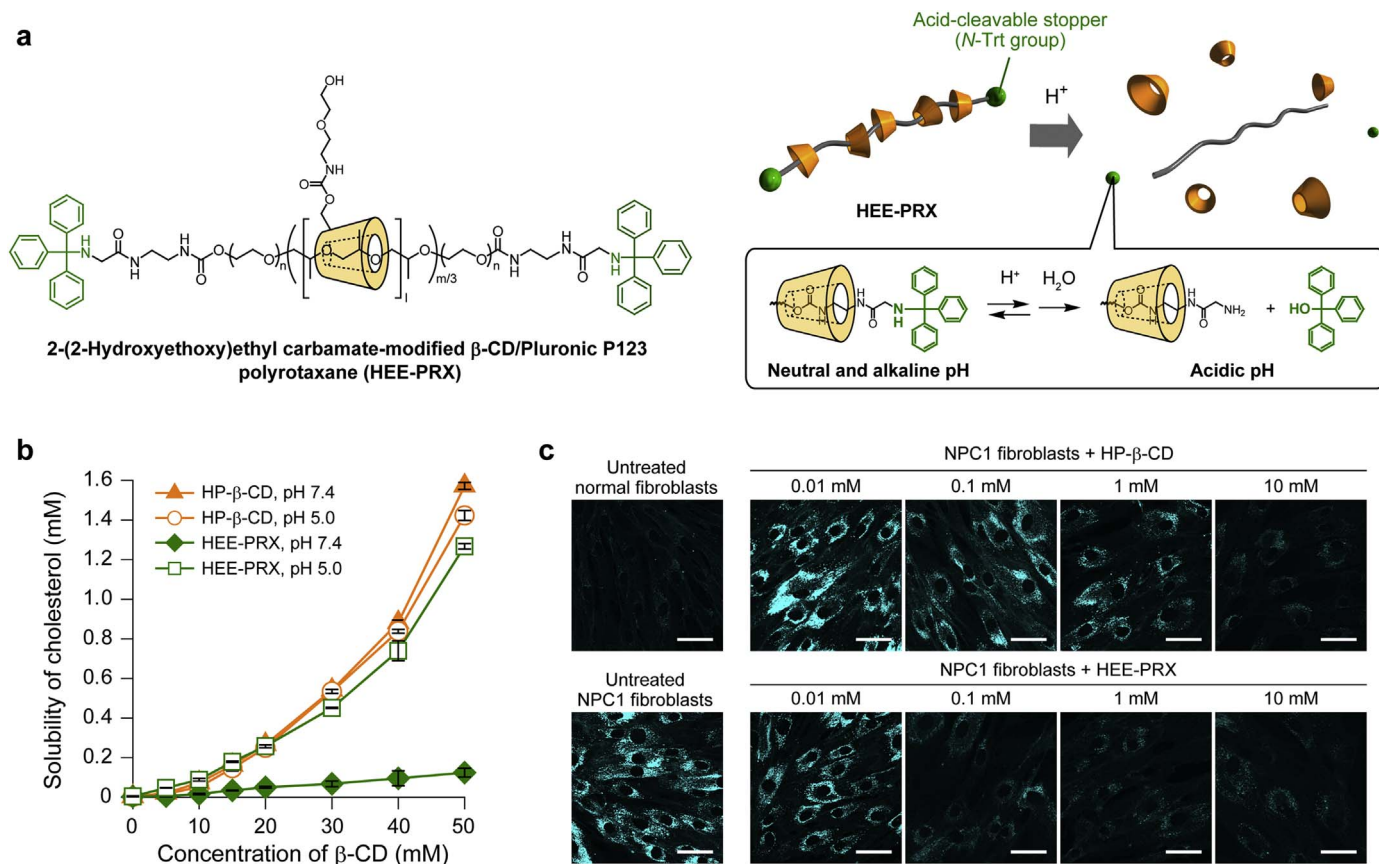 a
OH
O
NH
O
O
H
N
O
N
H
H
N
O
O
O
n
O
O
O
l
m/3
O
n
O
O
N
H
H
N
O
N
H
2-(2-Hydroxyethoxy)ethyl carbamate-modified β-CD/Pluronic P123
polyrotaxane (HEE-PRX)
Acid-cleavable stopper
(N-Trt group)
H⁺
HEE-PRX
O
O
N
H
H
N
O
N
H
H⁺
H₂O
O
O
N
H
H
N
O
NH₂
+
HO
Neutral and alkaline pH
Acidic pH
b
1.6
1.4
1.2
1.0
0.8
0.6
0.4
0.2
0
Solubility of cholesterol (mM)
HP-β-CD, pH 7.4
HP-β-CD, pH 5.0
HEE-PRX, pH 7.4
HEE-PRX, pH 5.0
0 10 20 30 40 50
Concentration of β-CD (mM)
c
Untreated
normal fibroblasts
NPC1 fibroblasts + HP-β-CD
0.01 mM 0.1 mM 1 mM 10 mM
Untreated
NPC1 fibroblasts
NPC1 fibroblasts + HEE-PRX
0.01 mM 0.1 mM 1 mM 10 mM